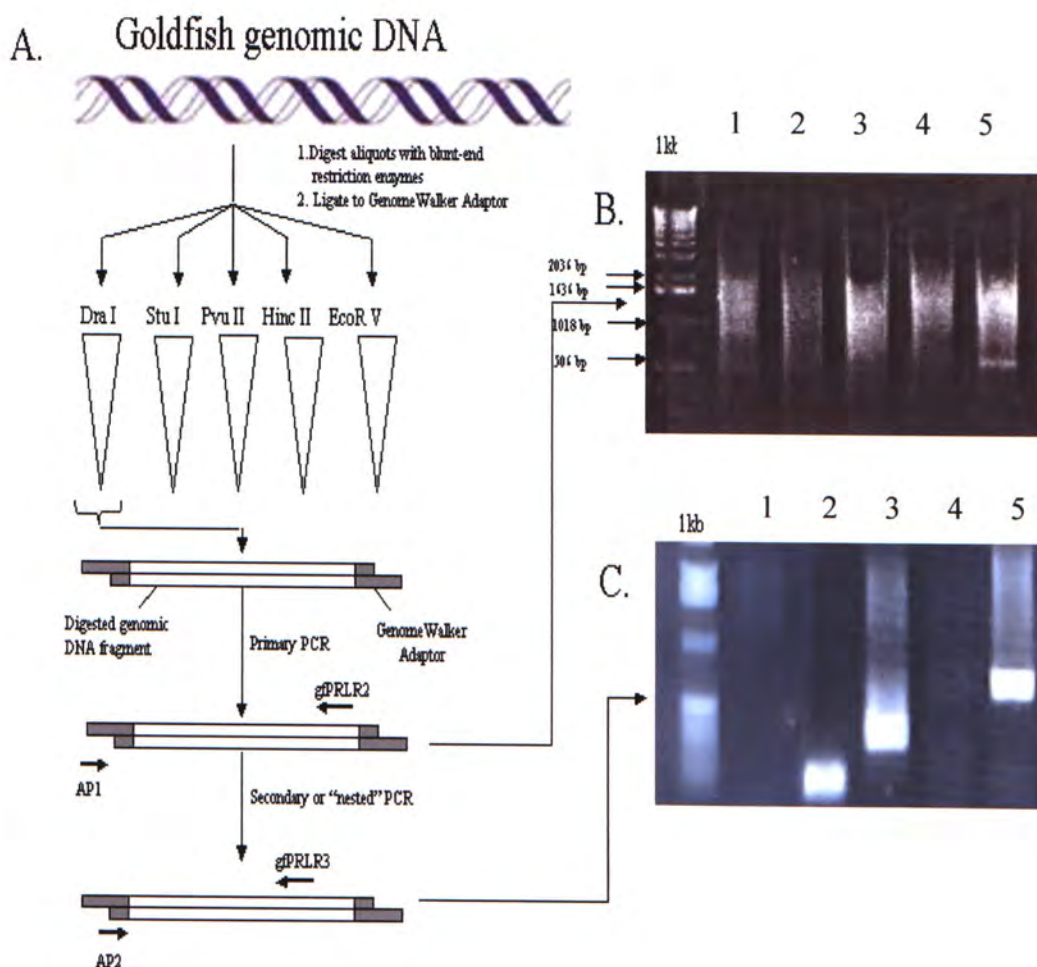 A.
Goldfish genomic DNA
1.Digest aliquots with blunt-end
restriction enzymes
2. Ligate to GenomeWalker Adaptor
Dra I Stu I Pvu II Hinc II EcoR V
Digested genomic
DNA fragment
Primary PCR
GenomeWalker
Adaptor
gfPRLR2
AP1
Secondary or "nested" PCR
gfPRLR3
AP2
B.
1kb 1 2 3 4 5
2036 bp
1636 bp
1018 bp
506 bp
C.
1kb 1 2 3 4 5